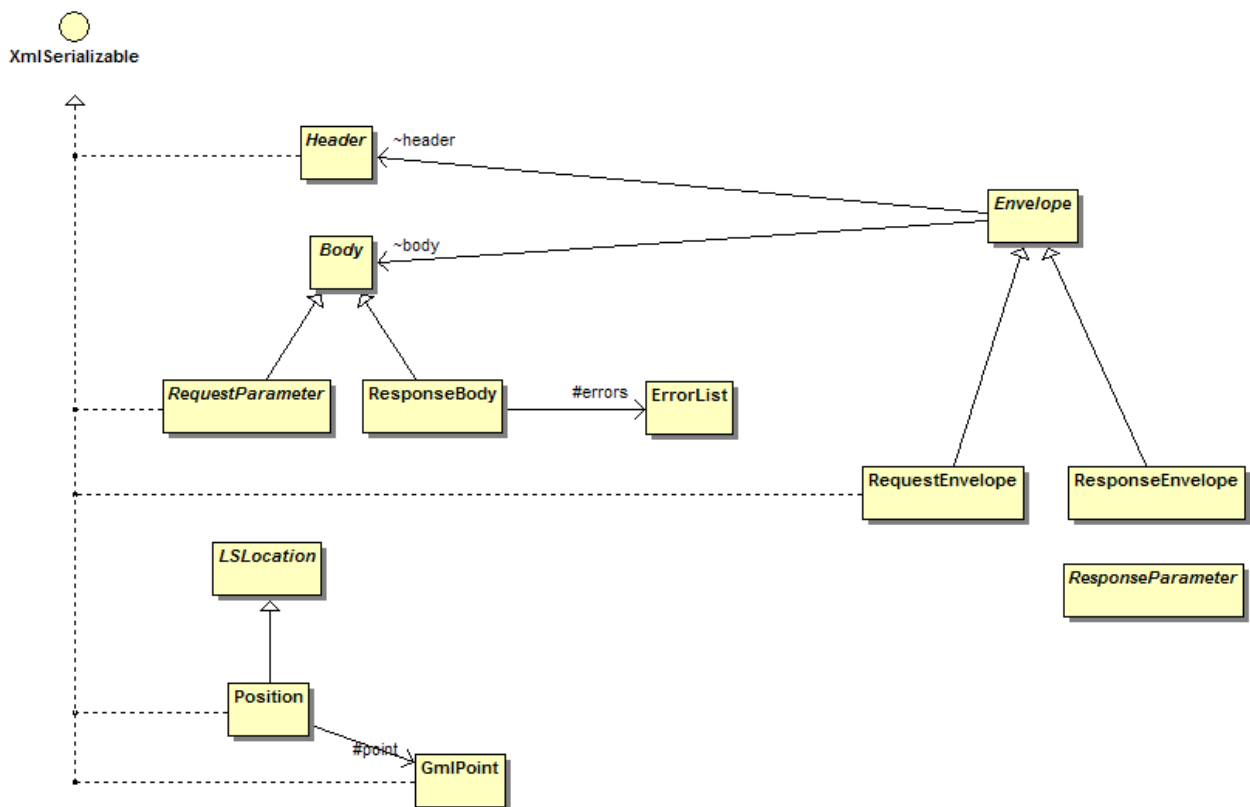 XmlSerializable
Header
~header
Envelope
Body
~body
RequestParameter
ResponseBody
#errors
ErrorList
RequestEnvelope
ResponseEnvelope
LSLocation
ResponseParameter
Position
#point
GmlPoint